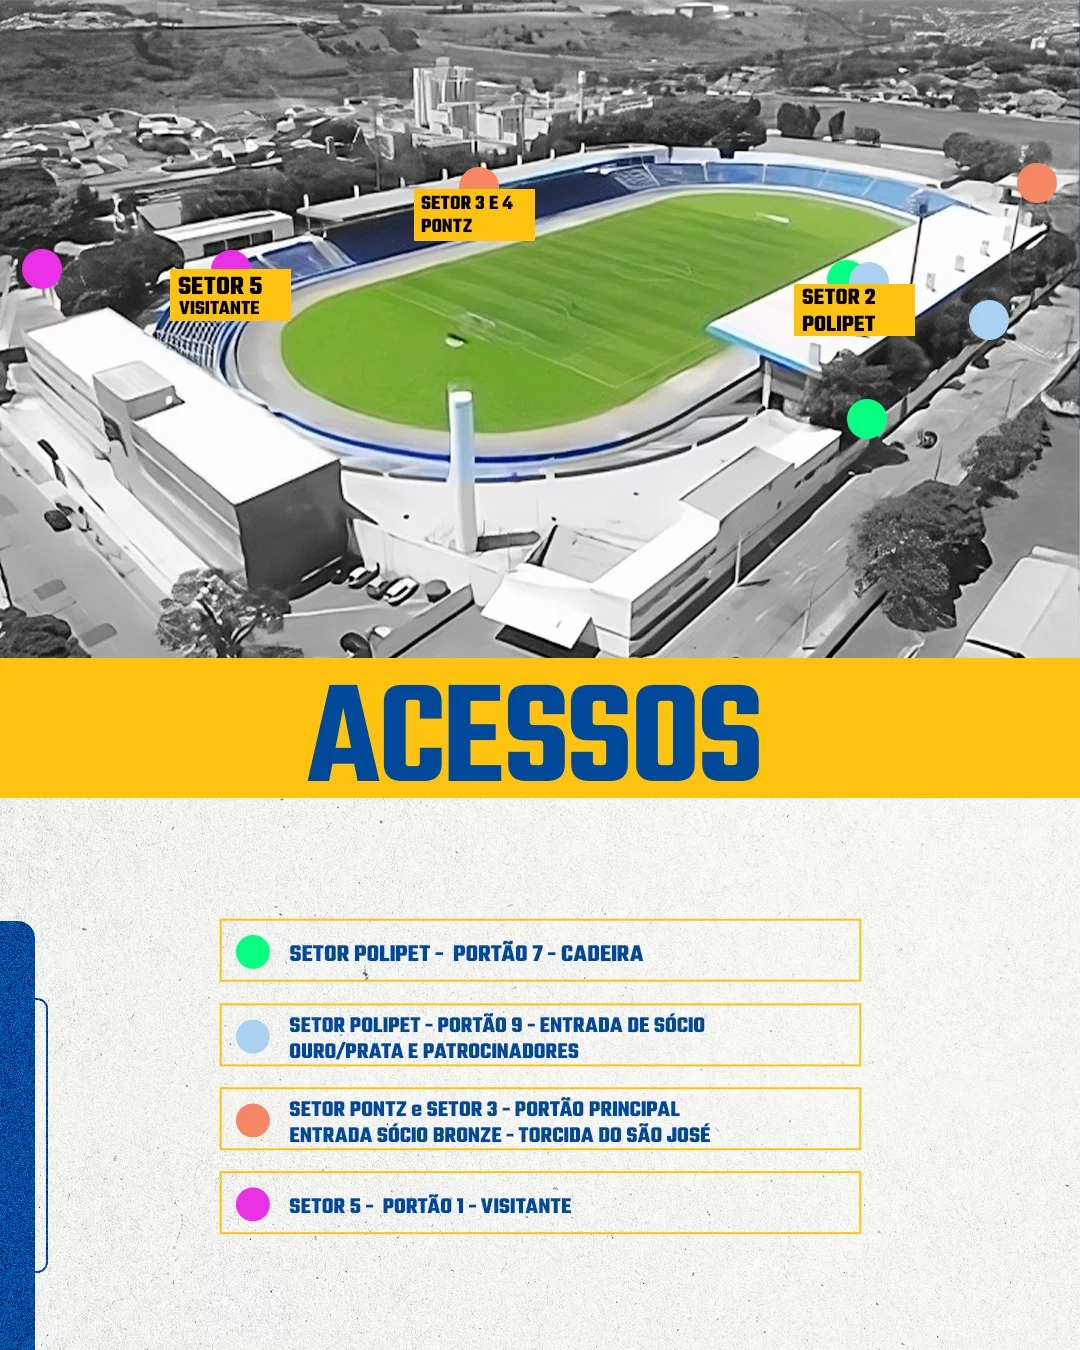 SETOR 3 E 4
PONTZ
SETOR 5
VISITANTE
SETOR 2
POLIPET
ACESSOS
SETOR POLIPET - PORTÃO 7 - CADEIRA
SETOR POLIPET - PORTÃO 9 - ENTRADA DE SÓCIO
OURO/PRATA E PATROCINADORES
SETOR PONTZ e SETOR 3 - PORTÃO PRINCIPAL
ENTRADA SÓCIO BRONZE - TORCIDA DO SÃO JOSÉ
SETOR 5 - PORTÃO 1 - VISITANTE